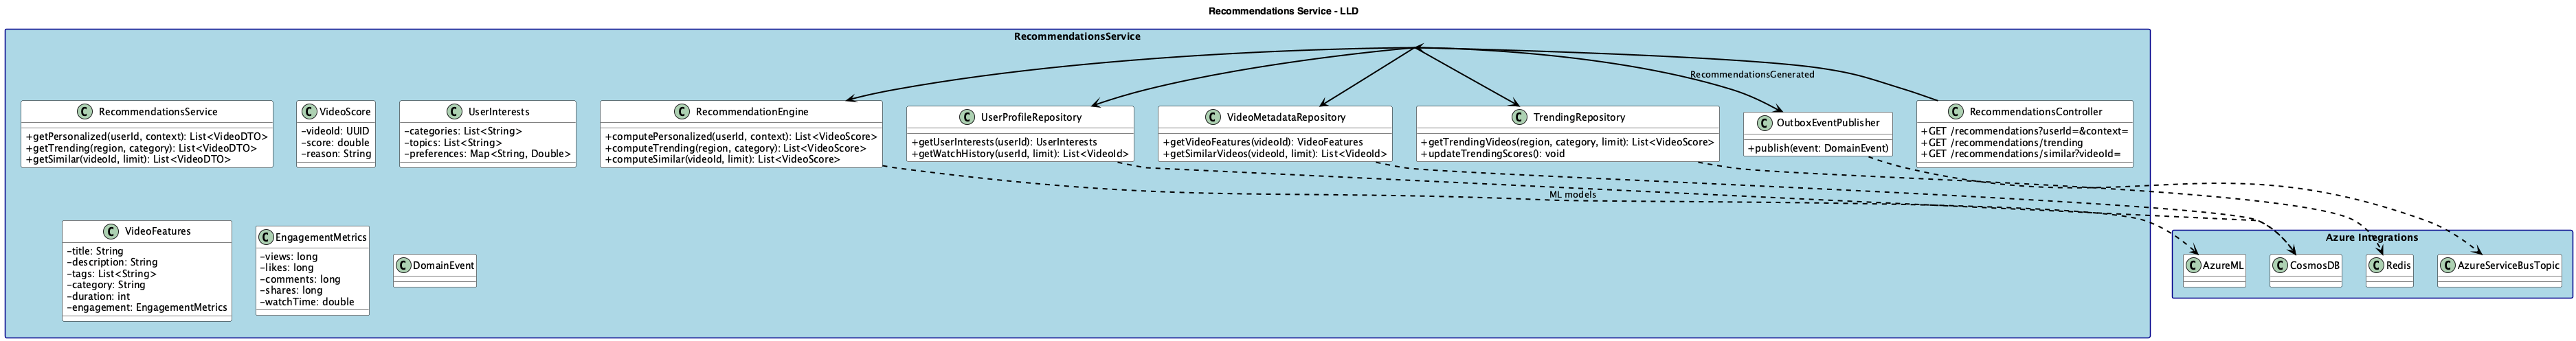 Recommendations Service - LLD
RecommendationsService
RecommendationsGenerated
C RecommendationsService
+getPersonalized(userId, context): List<VideoDTO>
+getTrending(region, category): List<VideoDTO>
+getSimilar(videoId, limit): List<VideoDTO>
C VideoScore
-videoId: UUID
-score: double
-reason: String
C UserInterests
-categories: List<String>
-topics: List<String>
-preferences: Map<String, Double>
C RecommendationEngine
+computePersonalized(userId, context): List<VideoScore>
+computeTrending(region, category): List<VideoScore>
+computeSimilar(videoId, limit): List<VideoScore>
C UserProfileRepository
+getUserInterests(userId): UserInterests
+getWatchHistory(userId, limit): List<VideoId>
C VideoMetadataRepository
+getVideoFeatures(videoId): VideoFeatures
+getSimilarVideos(videoId, limit): List<VideoId>
C TrendingRepository
+getTrendingVideos(region, category, limit): List<VideoScore>
+updateTrendingScores(): void
C OutboxEventPublisher
+publish(event: DomainEvent)
C RecommendationsController
+GET /recommendations?userId=&context=
+GET /recommendations/trending
+GET /recommendations/similar?videoId=
ML models
C VideoFeatures
-title: String
-description: String
-tags: List<String>
-category: String
-duration: int
-engagement: EngagementMetrics
C EngagementMetrics
-views: long
-likes: long
-comments: long
-shares: long
-watchTime: double
C DomainEvent
Azure Integrations
C AzureML
C CosmosDB
C Redis
C AzureServiceBusTopic